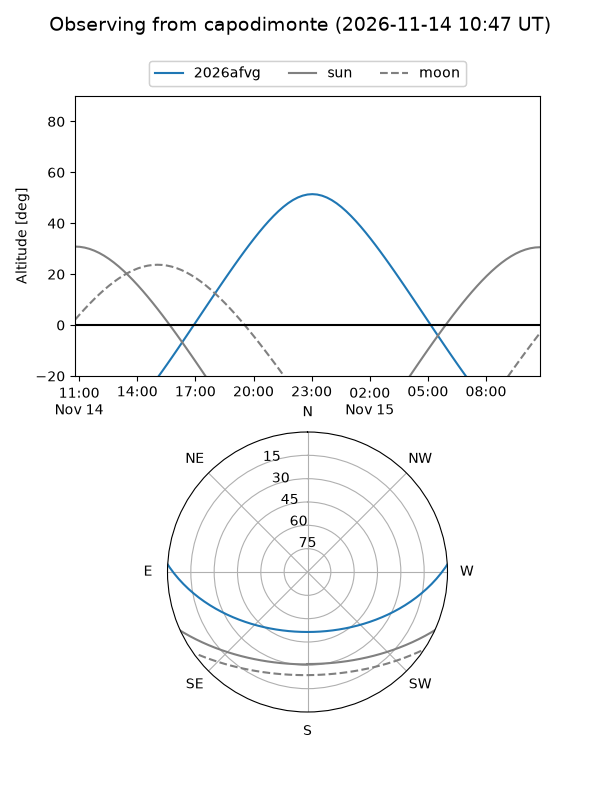 Observing from capodimonte (2026-11-14 10:47 UT)
2026afvg sun moon
80
60
40
20
0
−20
Altitude [deg]
11:00 14:00 17:00 20:00 23:00 02:00 05:00 08:00
Nov 14 Nov 15
N
NE NW
15
30
45
60
75
E W
SE SW
S